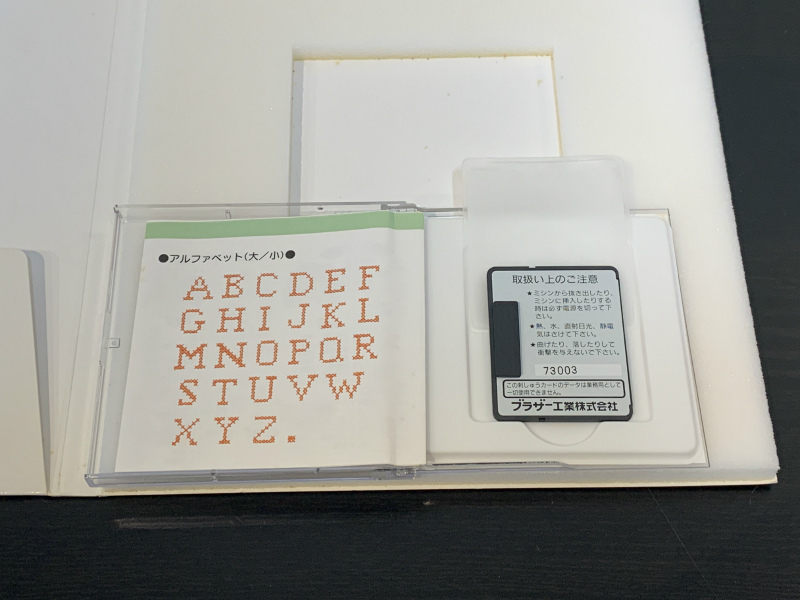 ●アルファベット(大／小)●
A B C D E F
G H I J K L
M N O P Q R
S T U V W
X Y Z .
取扱い上のご注意
★ミシンから抜き出したり、
ミシンに挿入したりする
時は必ず電源を切って下
さい。
★熱、水、直射日光、静電
気はさけて下さい。
★曲げたり、落したりして
衝撃を与えないで下さい。
73003
この刺しゅうカードのデータは業務用として
一切使用できません。
ブラザー工業株式会社